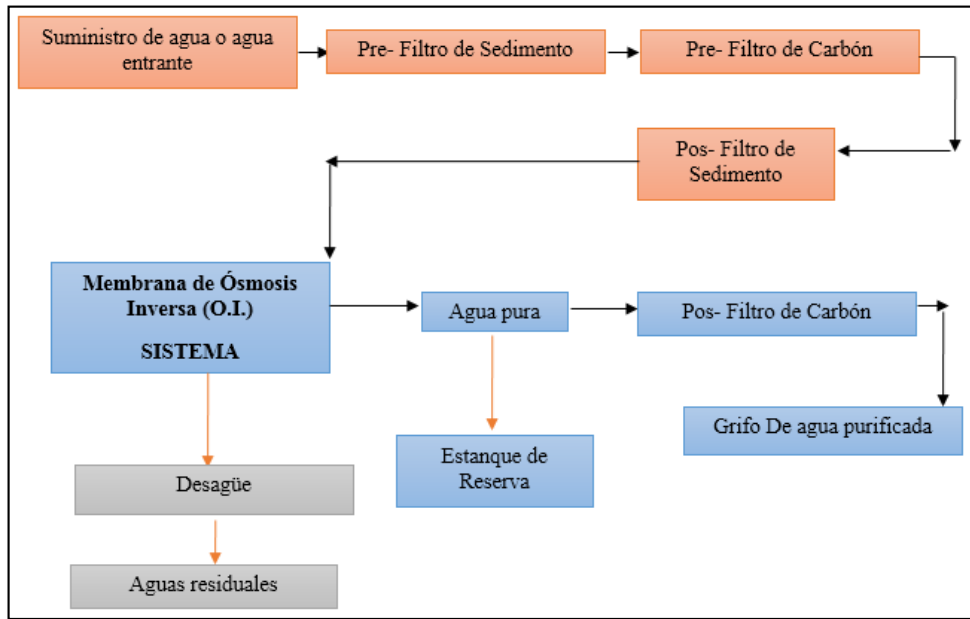 Suministro de agua o agua
entrante
Pre- Filtro de Sedimento
Pre- Filtro de Carbón
Pos- Filtro de
Sedimento
Membrana de Ósmosis
Inversa (O.I.)
SISTEMA
Agua pura
Pos- Filtro de Carbón
Grifo De agua purificada
Estanque de
Reserva
Desagüe
Aguas residuales